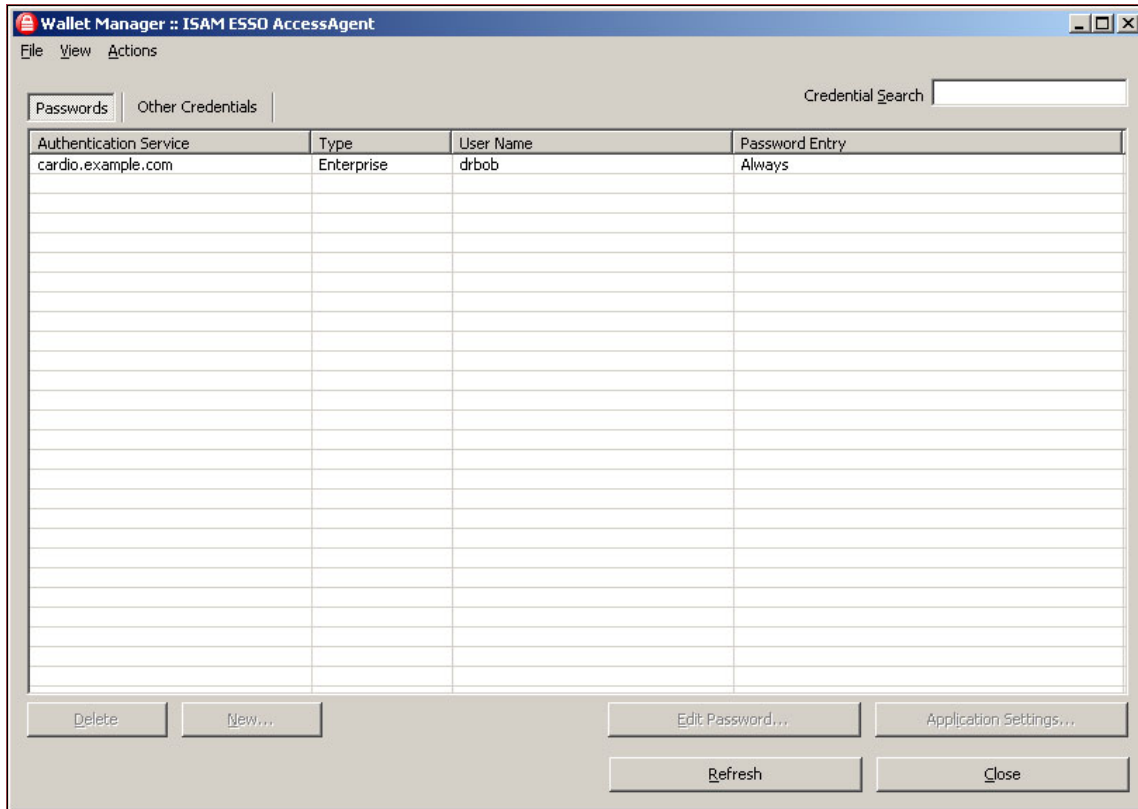 Wallet Manager :: ISAM ESSO AccessAgent
File View Actions
Credential Search
Passwords Other Credentials
Authentication Service Type User Name Password Entry
cardio.example.com Enterprise drbob Always
Delete New... Edit Password... Application Settings...
Refresh Close